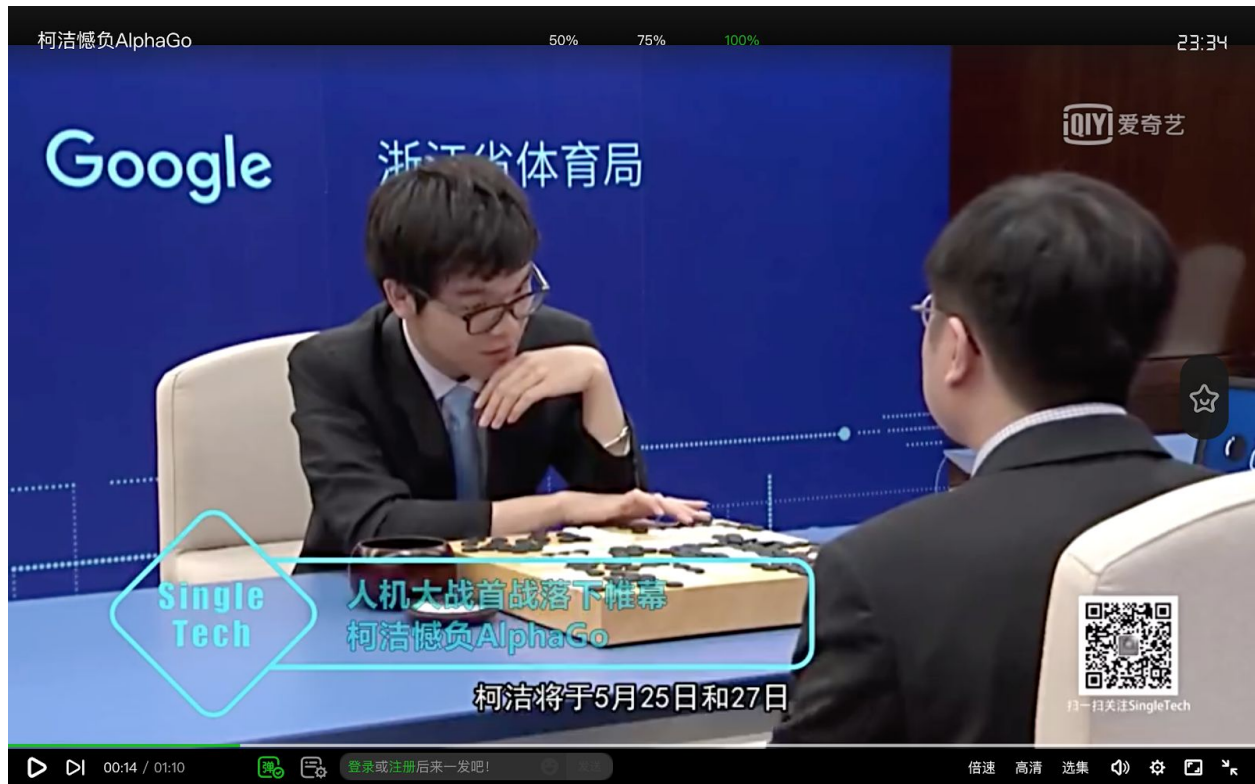 柯洁憾负AlphaGo
50%
75%
100%
23:34
iQIYI 爱奇艺
Google
浙江省体育局
Single
Tech
人机大战首战落下帷幕
柯洁憾负AlphaGo
柯洁将于5月25日和27日
扫一扫关注SingleTech
00:14 / 01:10
弹
登录或注册后来一发吧!
发送
倍速
高清
选集